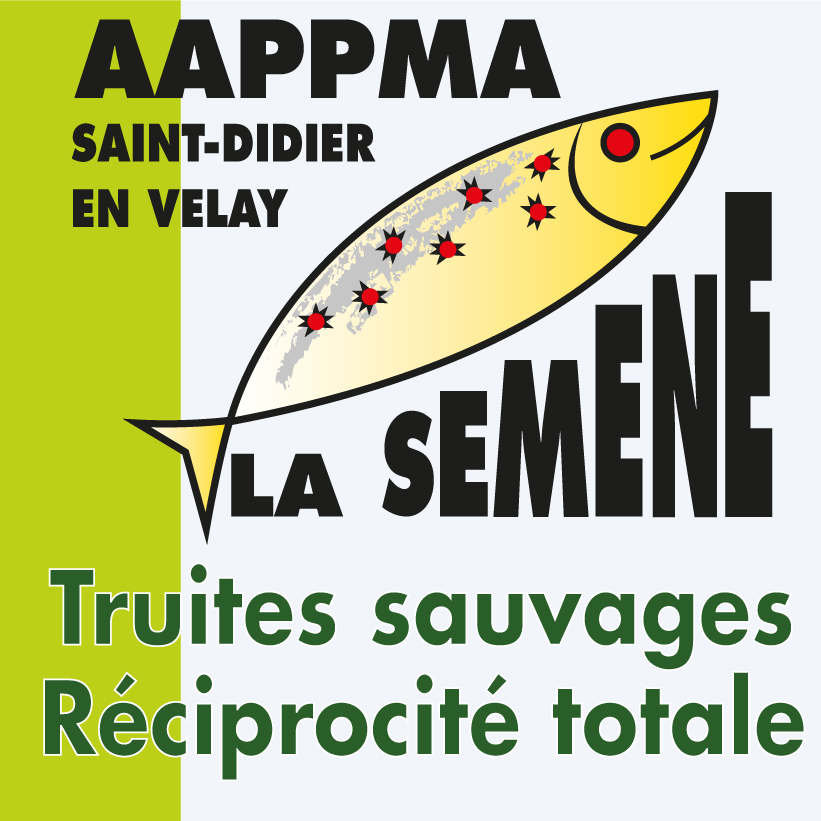 AAPPMA
SAINT-DIDIER
EN VELAY
LA SEMENE
Truites sauvages
Réciprocité totale